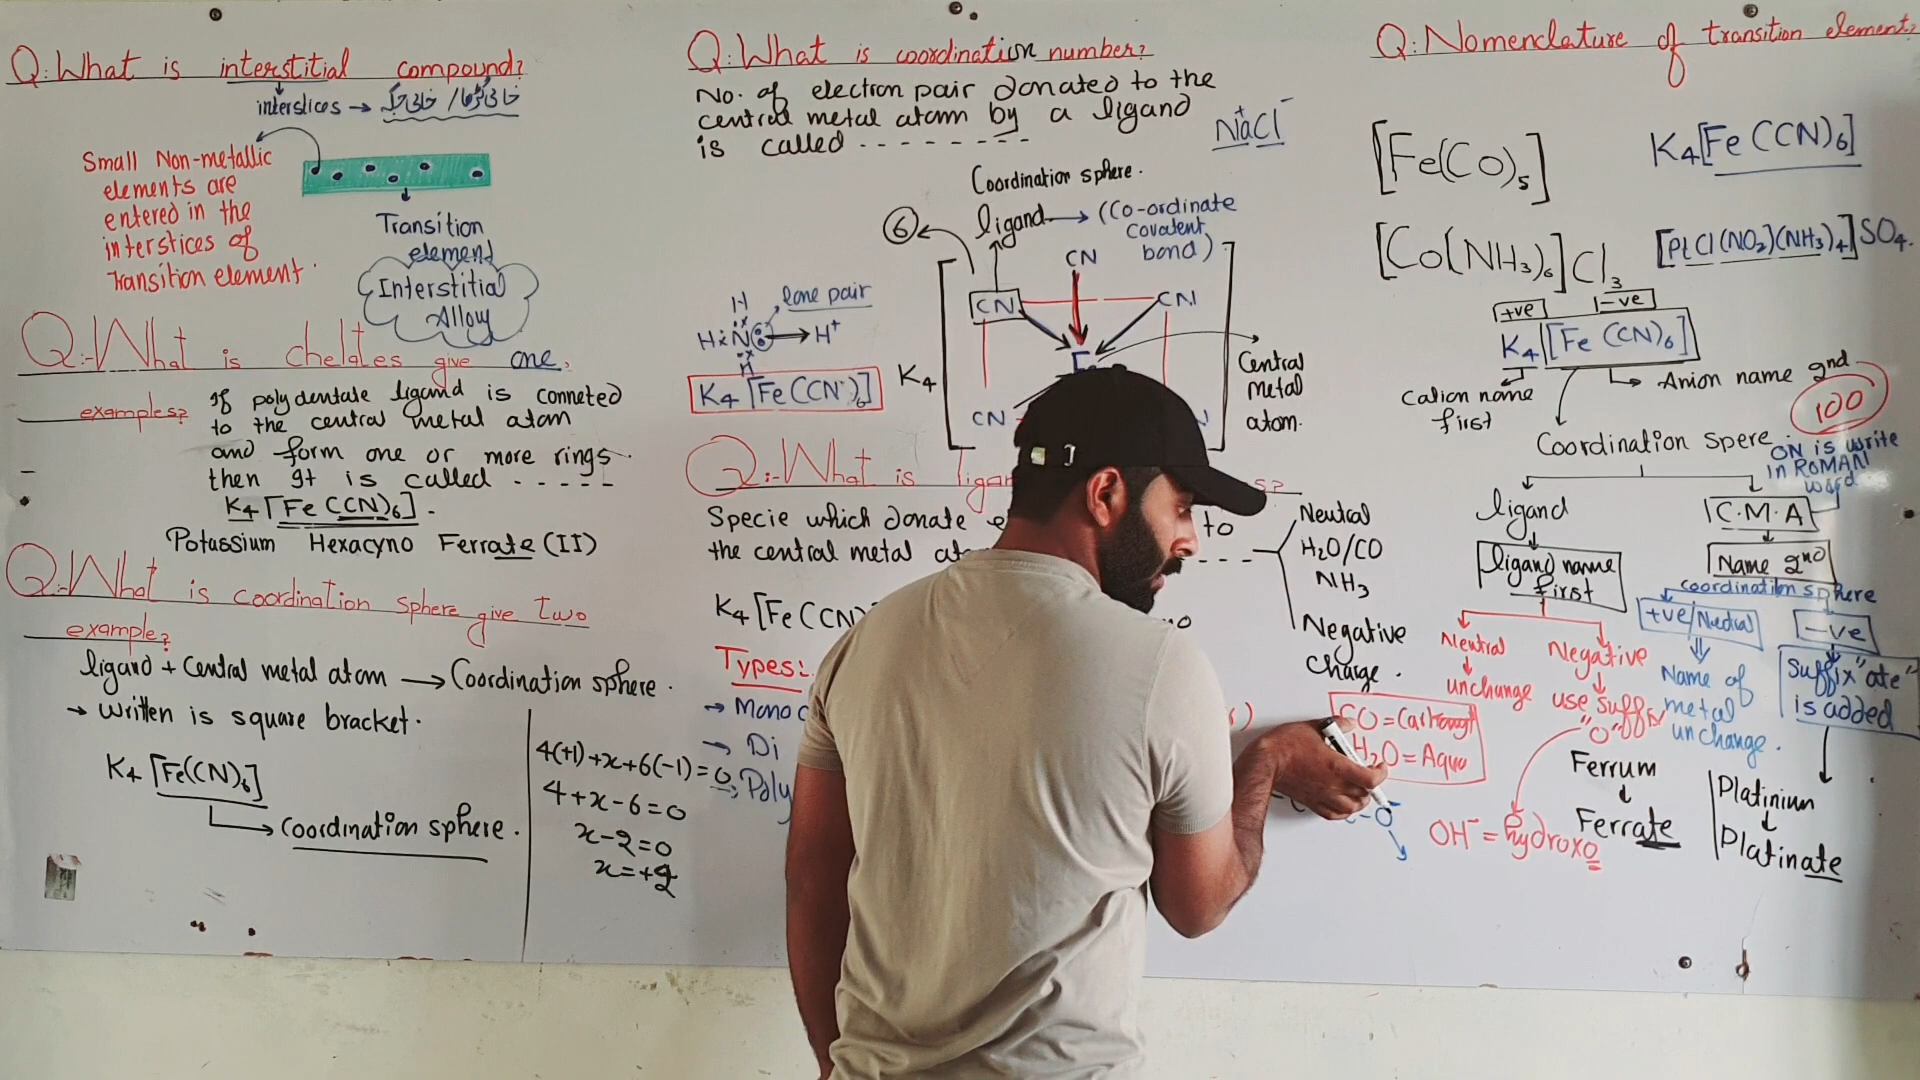 Q:What is interstitial compound?
interstices → خالی گڑھا / خالی جگہ
Small Non-metallic
elements are
entered in the
interstices of
transition element.
Transition
element
Interstitial
Alloy
Q:-What is chelates give one
examples?
If polydentate ligand is conneted
to the central metal atom
and form one or more rings.
then It is called - - - - -
K4[Fe(CN)6].
Potassium Hexacyno Ferrate (II)
Q:-What is coordination sphere give two
example?
ligand + Central metal atom → Coordination sphere.
→ written is square bracket.
K4[Fe(CN)6]
→ Coordination sphere.
4(+1)+x+6(-1)=0
4+x-6=0
x-2=0
x=+2
Q:What is coordination number?
No. of electron pair donated to the
central metal atom by a ligand
is called - - - - - - - -
Na+Cl-
Coordination sphere.
6
ligand → (Co-ordinate
covalent
bond)
CN
CN
CN
CN
K4
Central
metal
atom.
H
lone pair
H:N: → H+
H
K4[Fe(CN-)6]
Q:-What is
Specie which donate
to
the central metal
- - -
K4[Fe(CN)
Types:-
→ Mono
→ Di
→ Poly
Neutral
H2O/CO
NH3
Negative
charge.
Q:Nomenclature of transition element?
[Fe(Co)5]
K4[Fe(CN)6]
[Co(NH3)6]Cl3
[PtCl(NO2)(NH3)4]SO4.
+ve
-ve
K4[Fe(CN)6]
Cation name
first
Anion name 2nd
100
Coordination Spere
ON is write
in ROMAN
word
ligand
C.M.A
ligand name
first
Name 2nd
coordination sphere
Neutral
unchange
Negative
use suffix
"o"
+ve/Neutral
Name of
metal
unchange.
-ve
Suffix "ate"
is added
CO=Carbonyl
H2O=Aqua
OH-=hydroxo
Ferrum
Ferrate
Platinium
Platinate